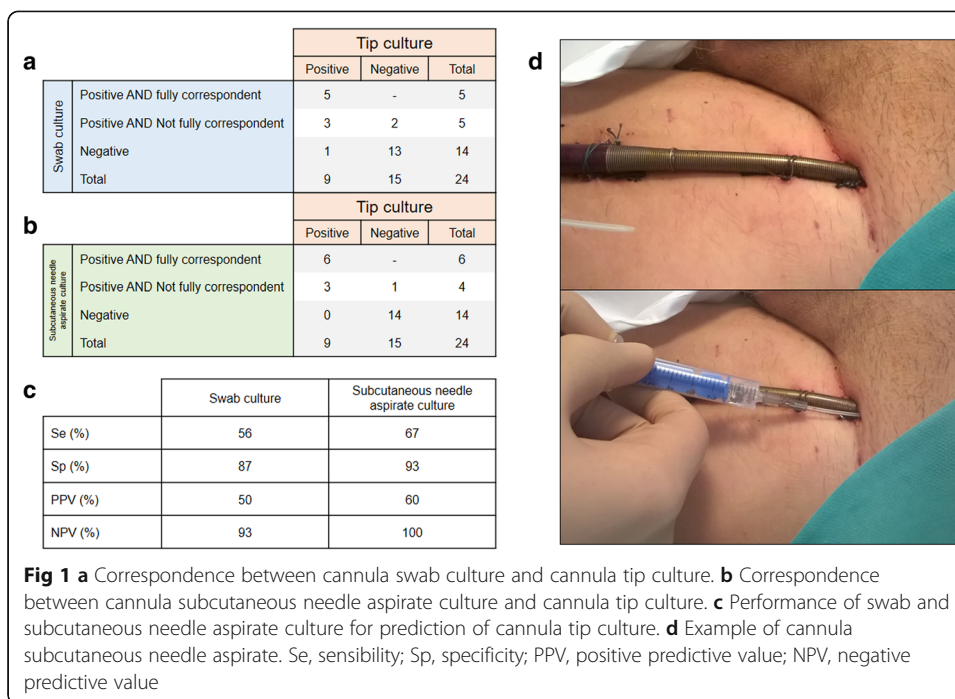 a
Tip culture
Positive Negative Total
Swab culture
Positive AND fully correspondent 5 - 5
Positive AND Not fully correspondent 3 2 5
Negative 1 13 14
Total 9 15 24
b
Tip culture
Positive Negative Total
Subcutaneous needle
aspirate culture
Positive AND fully correspondent 6 - 6
Positive AND Not fully correspondent 3 1 4
Negative 0 14 14
Total 9 15 24
c
Swab culture Subcutaneous needle
aspirate culture
Se (%) 56 67
Sp (%) 87 93
PPV (%) 50 60
NPV (%) 93 100
d
Fig 1 a Correspondence between cannula swab culture and cannula tip culture. b Correspondence
between cannula subcutaneous needle aspirate culture and cannula tip culture. c Performance of swab and
subcutaneous needle aspirate culture for prediction of cannula tip culture. d Example of cannula
subcutaneous needle aspirate. Se, sensibility; Sp, specificity; PPV, positive predictive value; NPV, negative
predictive value